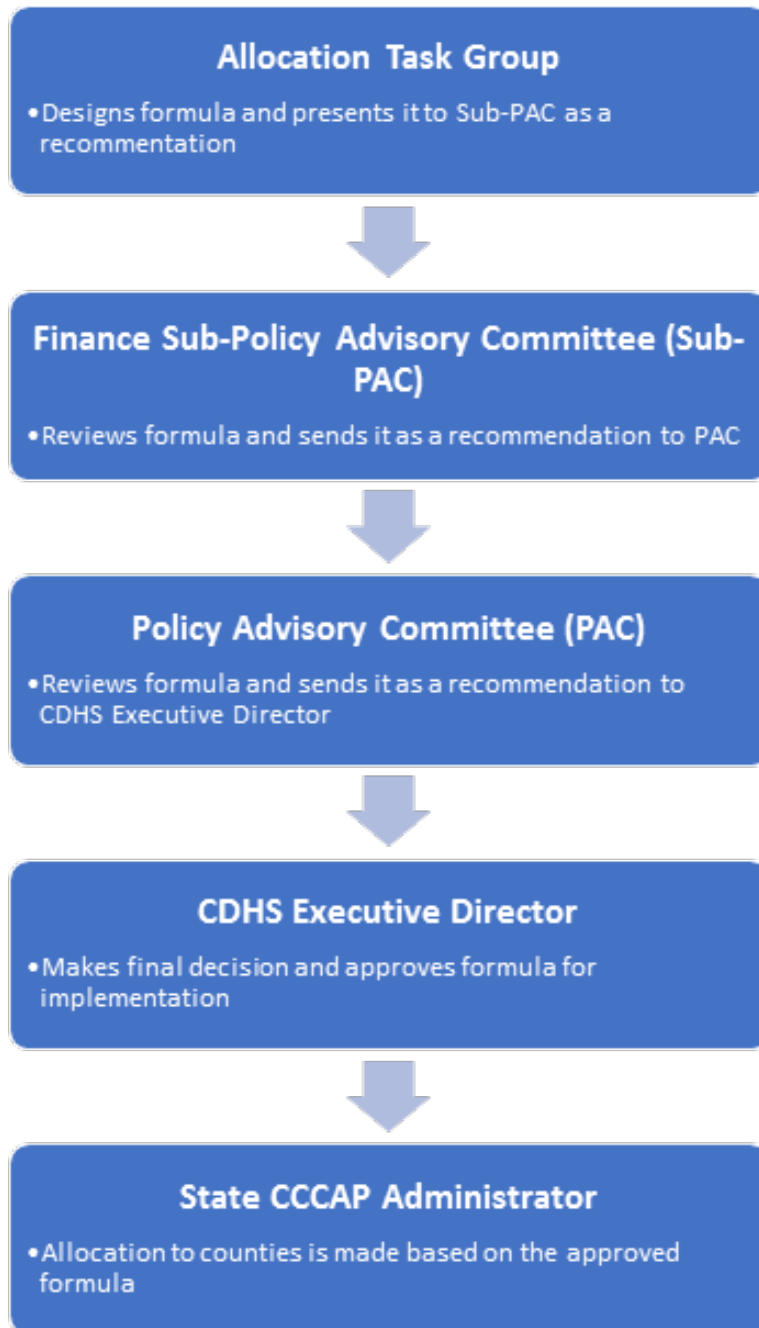 Allocation Task Group
•Designs formula and presents it to Sub-PAC as a
recommentation
Finance Sub-Policy Advisory Committee (Sub-
PAC)
•Reviews formula and sends it as a recommendation to PAC
Policy Advisory Committee (PAC)
•Reviews formula and sends it as a recommendation to
CDHS Executive Director
CDHS Executive Director
•Makes final decision and approves formula for
implementation
State CCCAP Administrator
•Allocation to counties is made based on the approved
formula